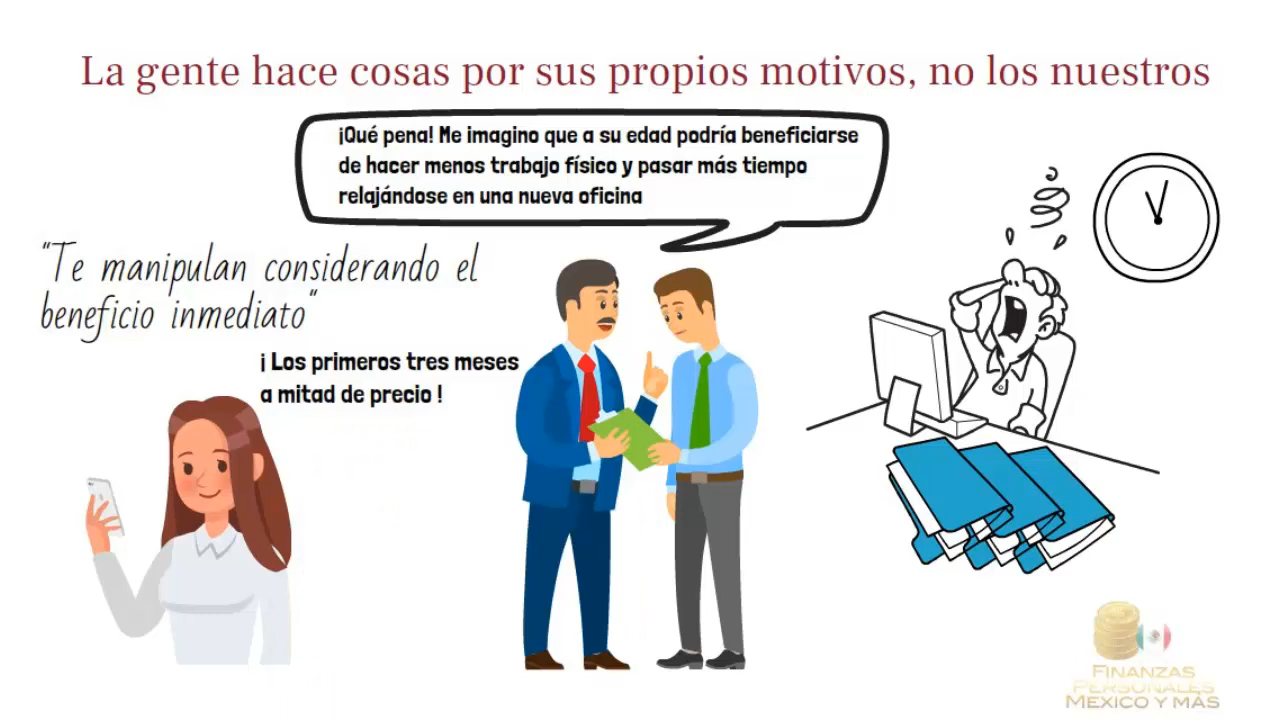 La gente hace cosas por sus propios motivos, no los nuestros
¡Qué pena! Me imagino que a su edad podría beneficiarse
de hacer menos trabajo físico y pasar más tiempo
relajándose en una nueva oficina
“Te manipulan considerando el
beneficio inmediato”
¡ Los primeros tres meses
a mitad de precio !
Finanzas
Personales
Mexico y más